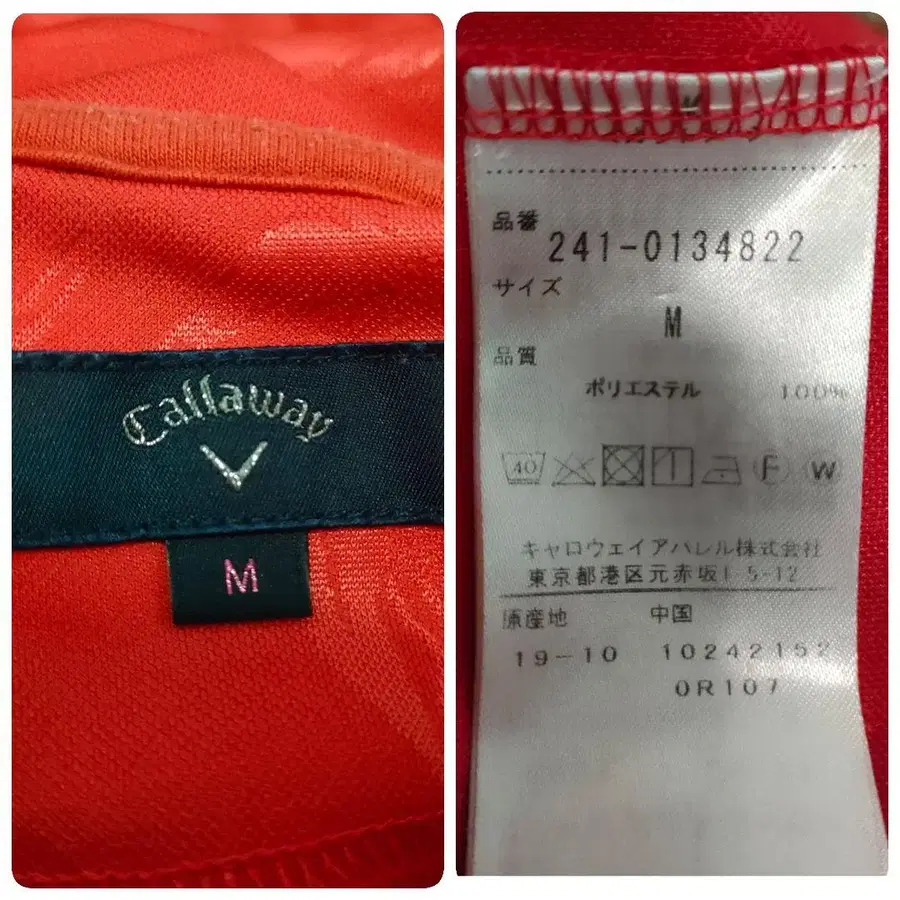 Callaway
M
品番
241-0134822
サイズ
M
品質
ポリエステル 100%
40 F W
キャロウェイアパレル株式会社
東京都港区元赤坂1-5-12
原産地 中国
19-10 10242152
0R107